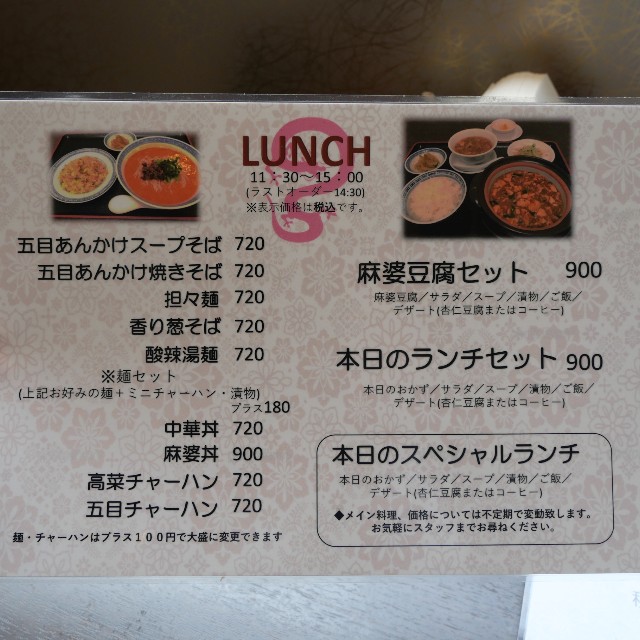 LUNCH
11：30～15：00
(ラストオーダー14:30)
※表示価格は税込です。
五目あんかけスープそば 720
五目あんかけ焼きそば 720
担々麺 720
香り葱そば 720
酸辣湯麺 720
※麺セット
(上記お好みの麺＋ミニチャーハン・漬物)
プラス180
中華丼 720
麻婆丼 900
高菜チャーハン 720
五目チャーハン 720
麺・チャーハンはプラス１００円で大盛に変更できます
麻婆豆腐セット 900
麻婆豆腐／サラダ／スープ／漬物／ご飯／
デザート(杏仁豆腐またはコーヒー)
本日のランチセット 900
本日のおかず／サラダ／スープ／漬物／ご飯／
デザート(杏仁豆腐またはコーヒー)
本日のスペシャルランチ
本日のおかず／サラダ／スープ／漬物／ご飯／
デザート(杏仁豆腐またはコーヒー)
◆メイン料理、価格については不定期で変動致します。
お気軽にスタッフまでお尋ねください。